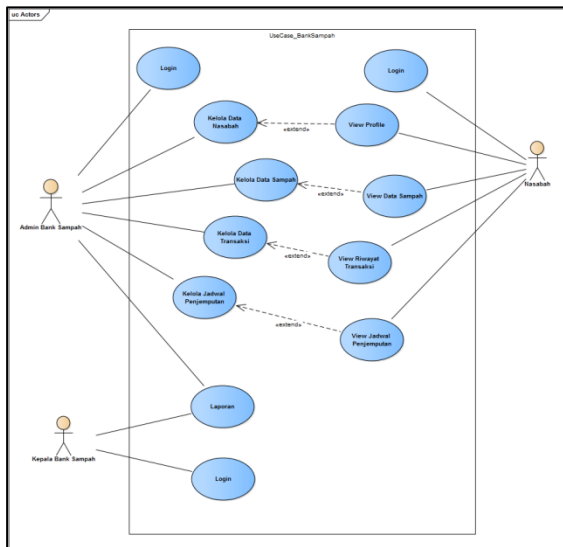 uc Actors
UseCase_BankSampah
Login
Login
Kelola Data
Nasabah
«extend»
View Profile
Kelola Data Sampah
«extend»
View Data Sampah
Nasabah
Admin Bank Sampah
Kelola Data
Transaksi
«extend»
View Riwayat
Transaksi
Kelola Jadwal
Penjemputan
«extend»
View Jadwal
Penjemputan
Laporan
Kepala Bank Sampah
Login